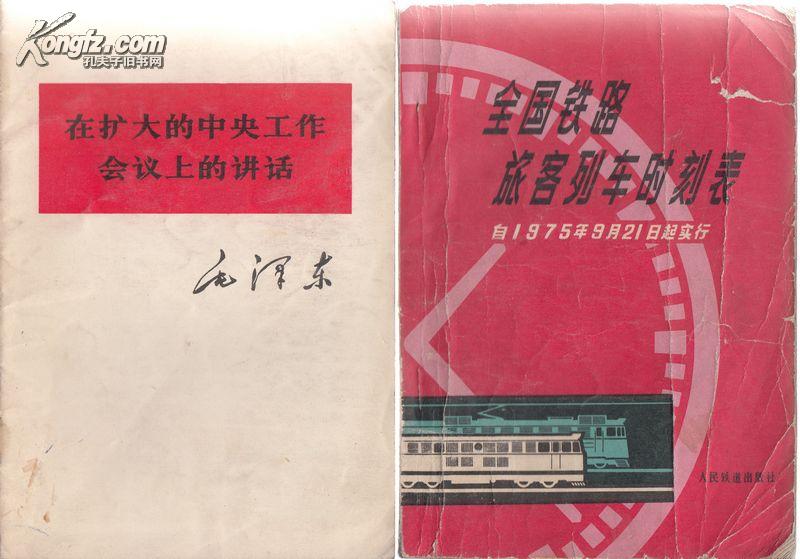 Kongfz.com
孔夫子旧书网
在扩大的中央工作
会议上的讲话
毛泽东
全国铁路
旅客列车时刻表
自1975年9月21日起实行
人民铁道出版社